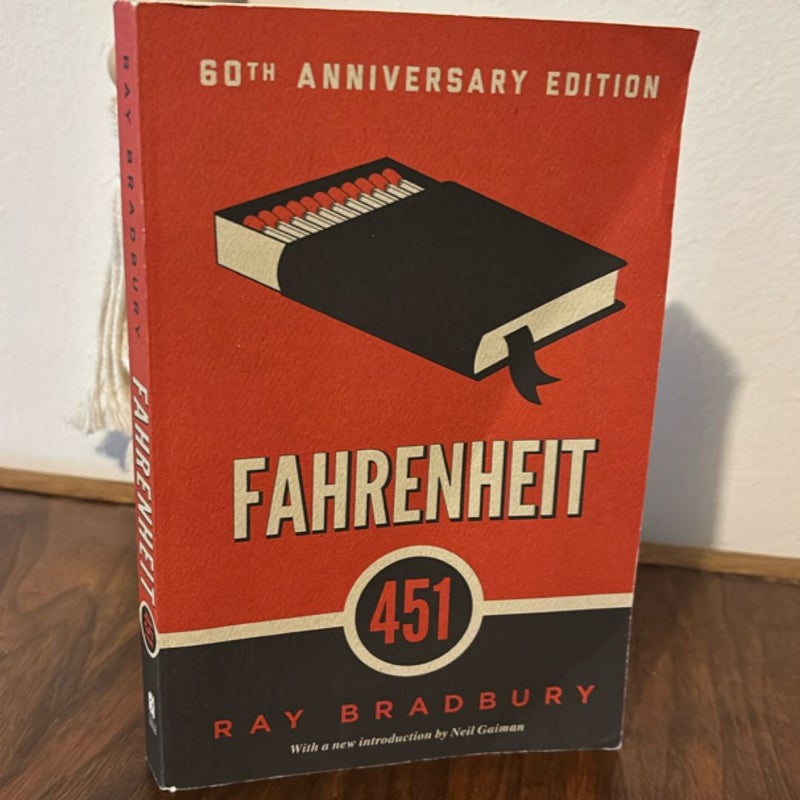 60TH ANNIVERSARY EDITION
FAHRENHEIT
451
RAY BRADBURY
With a new introduction by Neil Gaiman
RAY BRADBURY
FAHRENHEIT
451